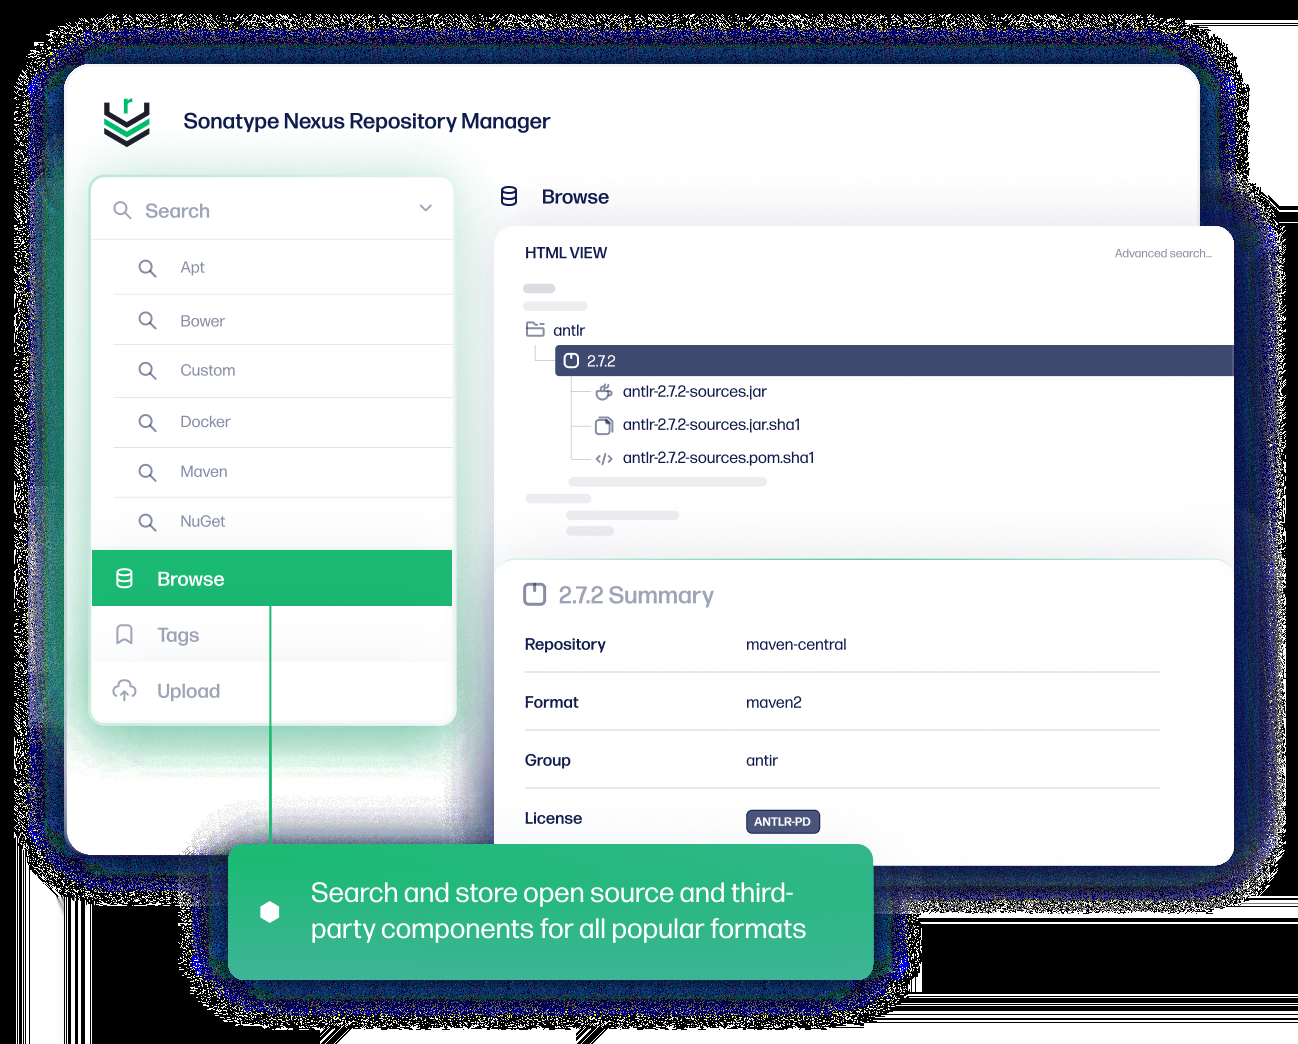 r
Sonatype Nexus Repository Manager
Search
Apt
Bower
Custom
Docker
Maven
NuGet
Browse
Tags
Upload
Browse
HTML VIEW
Advanced search...
antlr
2.7.2
antlr-2.7.2-sources.jar
antlr-2.7.2-sources.jar.sha1
antlr-2.7.2-sources.pom.sha1
2.7.2 Summary
Repository maven-central
Format maven2
Group antir
License ANTLR-PD
Search and store open source and third-
party components for all popular formats